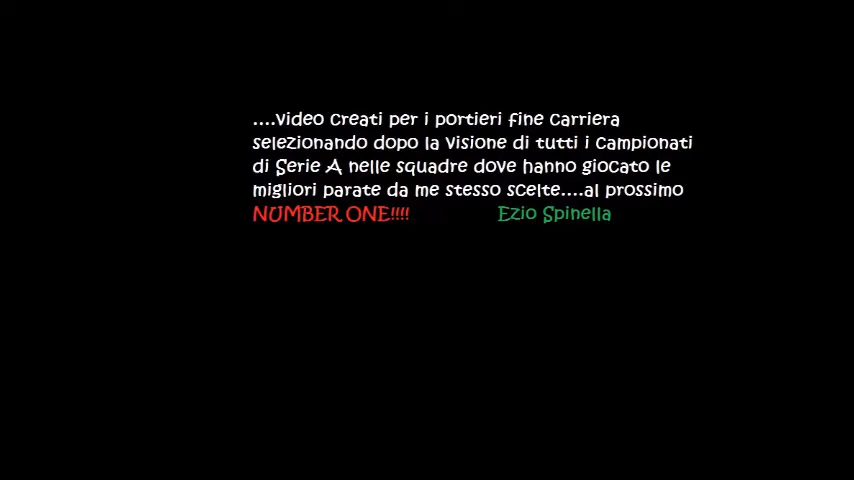 ....video creati per i portieri fine carriera
selezionando dopo la visione di tutti i campionati
di Serie A nelle squadre dove hanno giocato le
migliori parate da me stesso scelte....al prossimo
NUMBER ONE!!!! Ezio Spinella